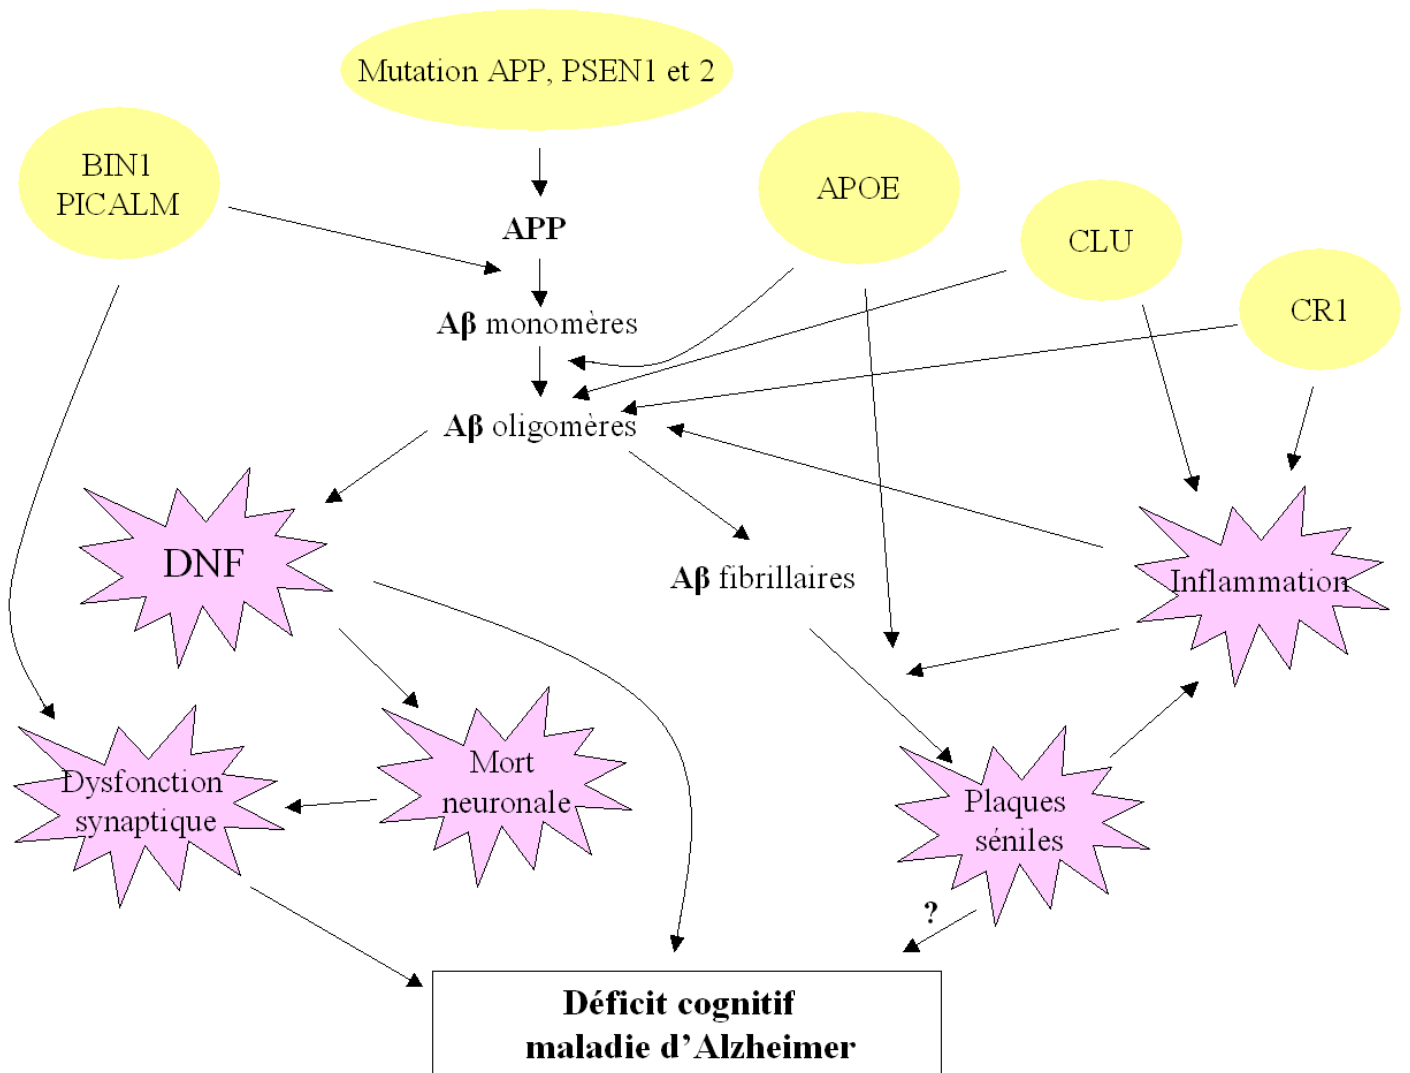 Mutation APP, PSEN1 et 2
BIN1
PICALM
APOE
APP
CLU
CR1
Aβ monomères
Aβ oligomères
DNF
Aβ fibrillaires
Inflammation
Mort
neuronale
Dysfonction
synaptique
Plaques
séniles
?
Déficit cognitif
maladie d’Alzheimer